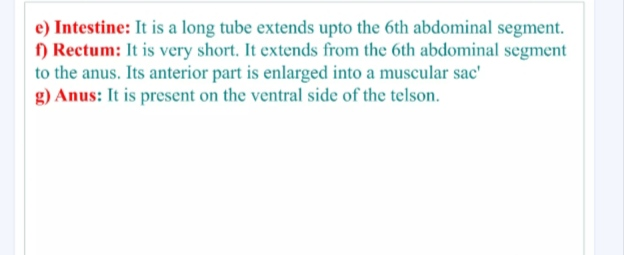 e) Intestine: It is a long tube extends upto the 6th abdominal segment.
f) Rectum: It is very short. It extends from the 6th abdominal segment
to the anus. Its anterior part is enlarged into a muscular sac'
g) Anus: It is present on the ventral side of the telson.